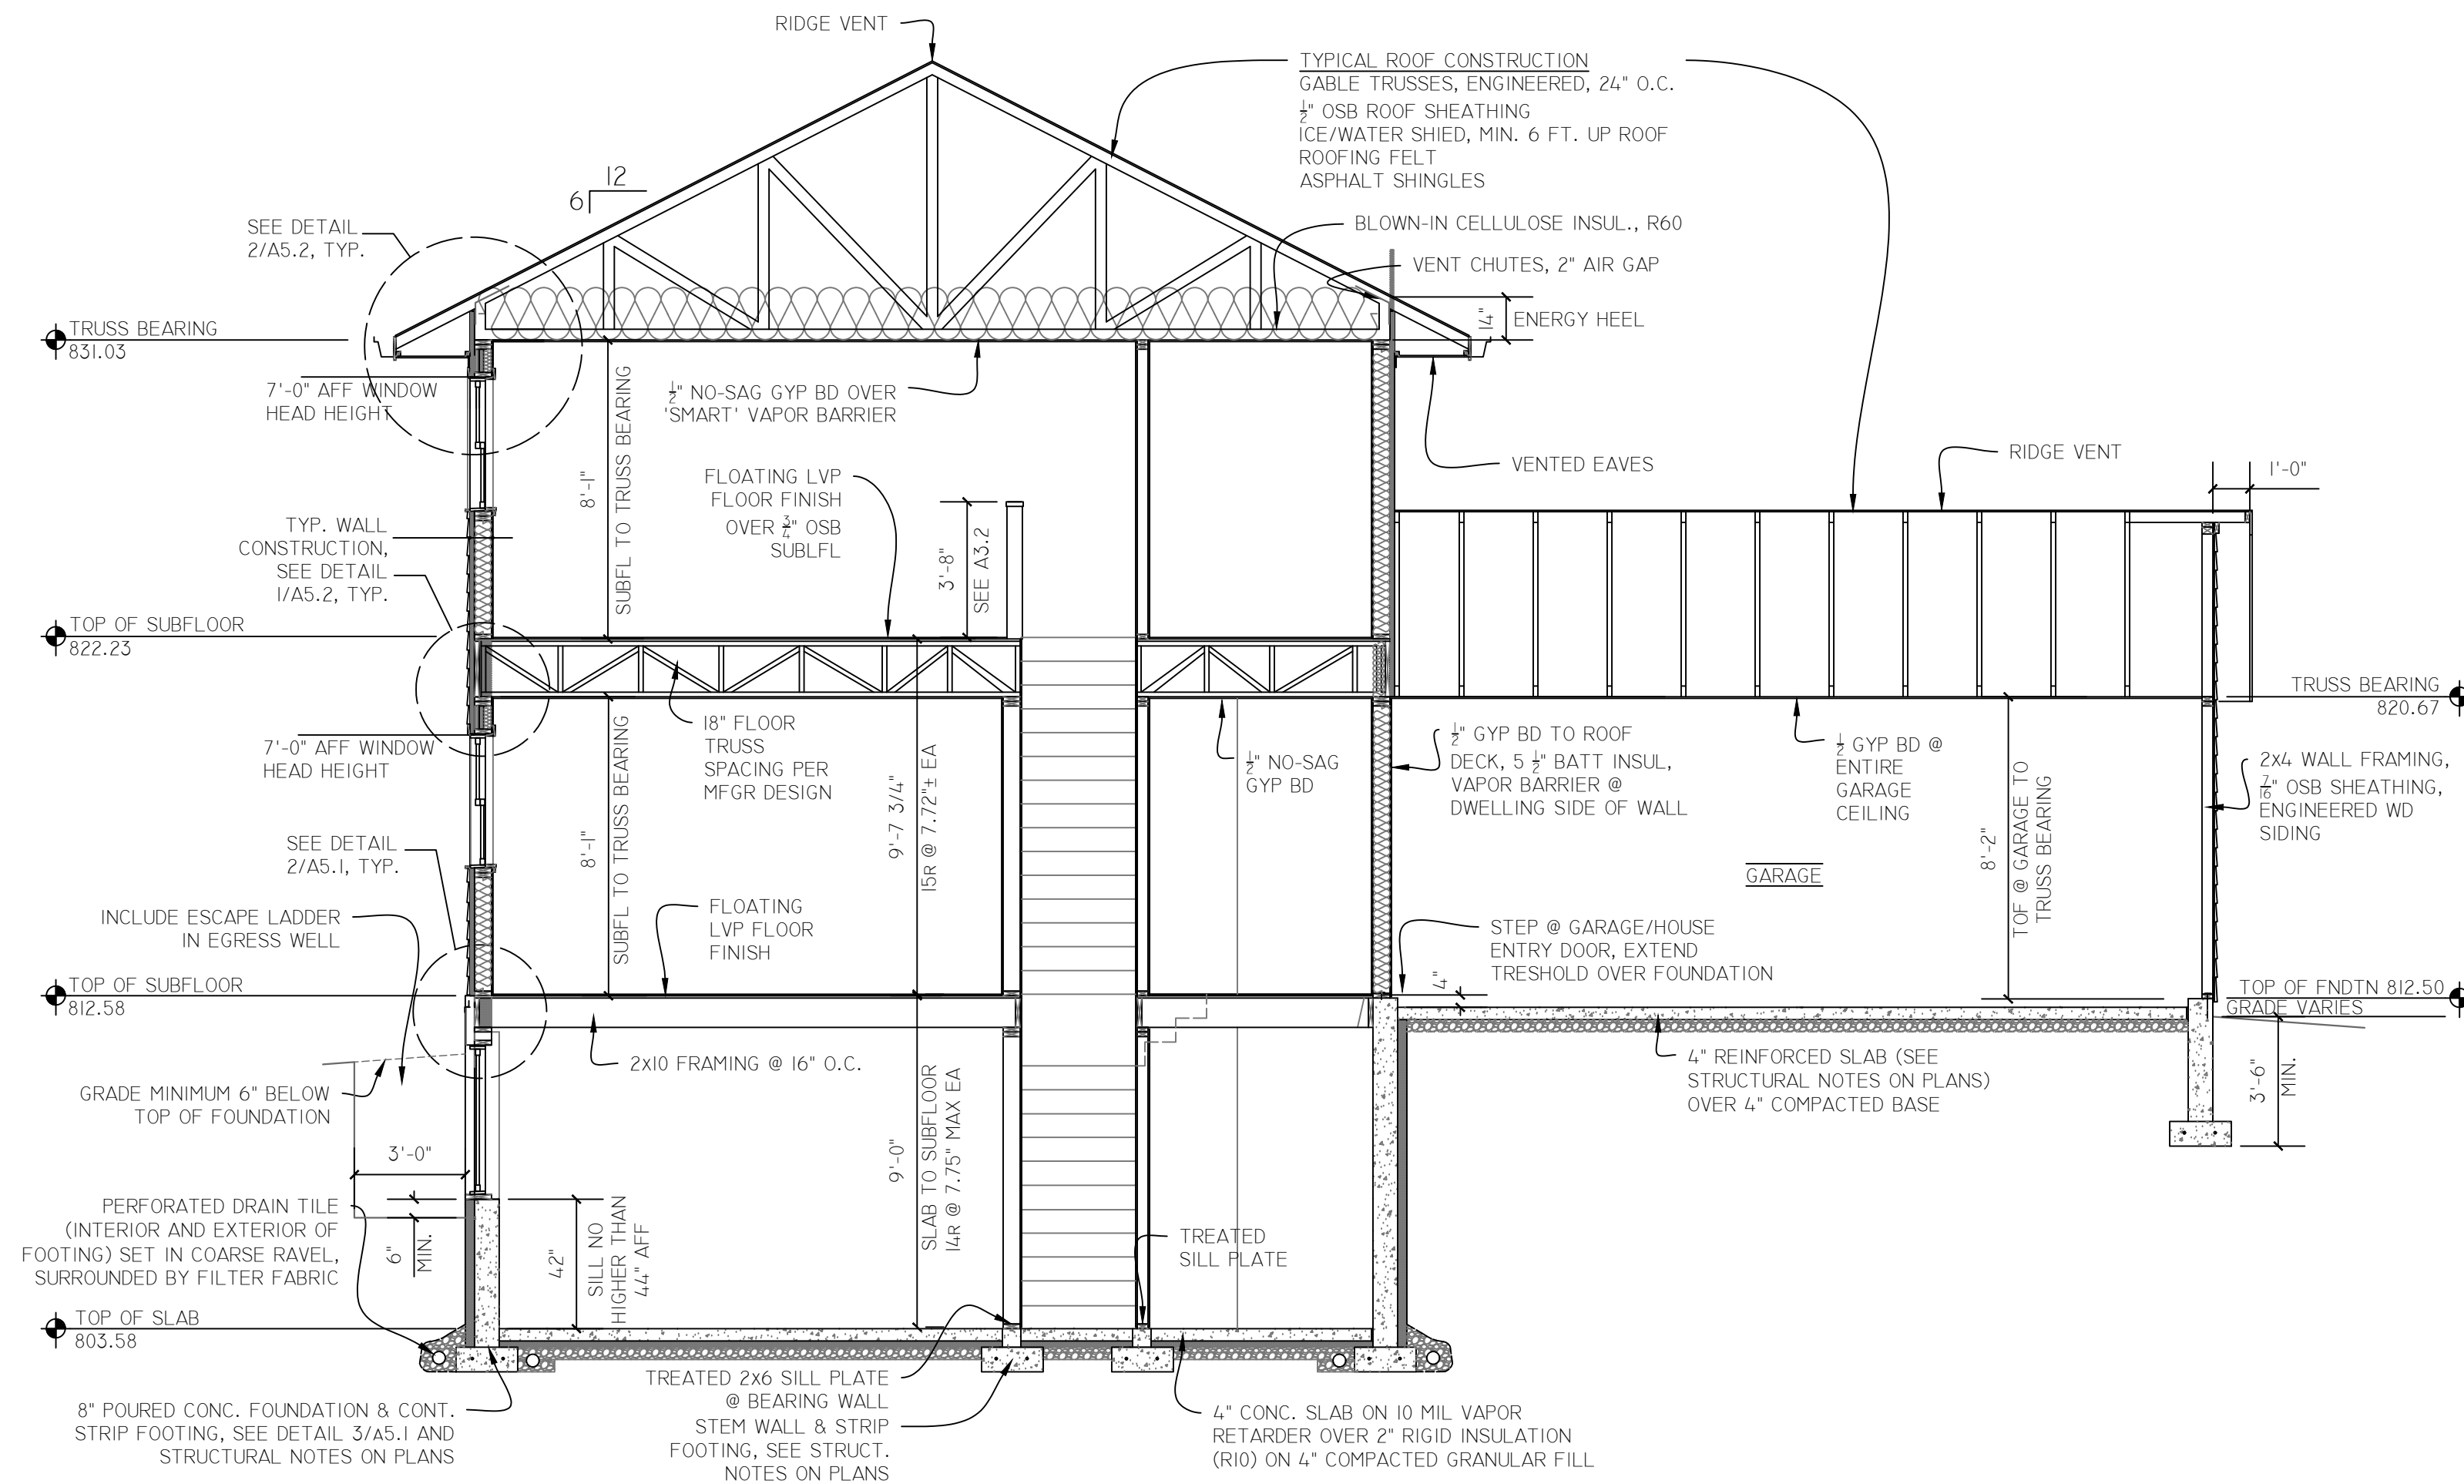 RIDGE VENT
TYPICAL ROOF CONSTRUCTION
GABLE TRUSSES, ENGINEERED, 24" O.C.
1/2" OSB ROOF SHEATHING
ICE/WATER SHIED, MIN. 6 FT. UP ROOF
ROOFING FELT
ASPHALT SHINGLES
12
6
SEE DETAIL
2/A5.2, TYP.
BLOWN-IN CELLULOSE INSUL., R60
VENT CHUTES, 2" AIR GAP
14"
ENERGY HEEL
TRUSS BEARING
831.03
7'-0" AFF WINDOW
HEAD HEIGHT
8'-1"
SUBFL TO TRUSS BEARING
1/2" NO-SAG GYP BD OVER
'SMART' VAPOR BARRIER
VENTED EAVES
RIDGE VENT
1'-0"
FLOATING LVP
FLOOR FINISH
OVER 3/4" OSB
SUBLFL
3'-8"
SEE A3.2
TYP. WALL
CONSTRUCTION,
SEE DETAIL
1/A5.2, TYP.
TOP OF SUBFLOOR
822.23
TRUSS BEARING
820.67
7'-0" AFF WINDOW
HEAD HEIGHT
8'-1"
SUBFL TO TRUSS BEARING
18" FLOOR
TRUSS
SPACING PER
MFGR DESIGN
9'-7 3/4"
15R @ 7.72"± EA
1/2" NO-SAG
GYP BD
1/2" GYP BD TO ROOF
DECK, 5 1/2" BATT INSUL,
VAPOR BARRIER @
DWELLING SIDE OF WALL
1/2 GYP BD @
ENTIRE
GARAGE
CEILING
8'-2"
TOF @ GARAGE TO
TRUSS BEARING
2x4 WALL FRAMING,
7/16" OSB SHEATHING,
ENGINEERED WD
SIDING
GARAGE
SEE DETAIL
2/A5.1, TYP.
INCLUDE ESCAPE LADDER
IN EGRESS WELL
FLOATING
LVP FLOOR
FINISH
STEP @ GARAGE/HOUSE
ENTRY DOOR, EXTEND
TRESHOLD OVER FOUNDATION
4"
TOP OF SUBFLOOR
812.58
TOP OF FNDTN 812.50
GRADE VARIES
2x10 FRAMING @ 16" O.C.
4" REINFORCED SLAB (SEE
STRUCTURAL NOTES ON PLANS)
OVER 4" COMPACTED BASE
3'-6"
MIN.
GRADE MINIMUM 6" BELOW
TOP OF FOUNDATION
3'-0"
9'-0"
SLAB TO SUBFLOOR
14R @ 7.75" MAX EA
PERFORATED DRAIN TILE
(INTERIOR AND EXTERIOR OF
FOOTING) SET IN COARSE RAVEL,
SURROUNDED BY FILTER FABRIC
6"
MIN.
42"
SILL NO
HIGHER THAN
44" AFF
TREATED
SILL PLATE
TOP OF SLAB
803.58
TREATED 2x6 SILL PLATE
@ BEARING WALL
STEM WALL & STRIP
FOOTING, SEE STRUCT.
NOTES ON PLANS
8" POURED CONC. FOUNDATION & CONT.
STRIP FOOTING, SEE DETAIL 3/A5.1 AND
STRUCTURAL NOTES ON PLANS
4" CONC. SLAB ON 10 MIL VAPOR
RETARDER OVER 2" RIGID INSULATION
(R10) ON 4" COMPACTED GRANULAR FILL